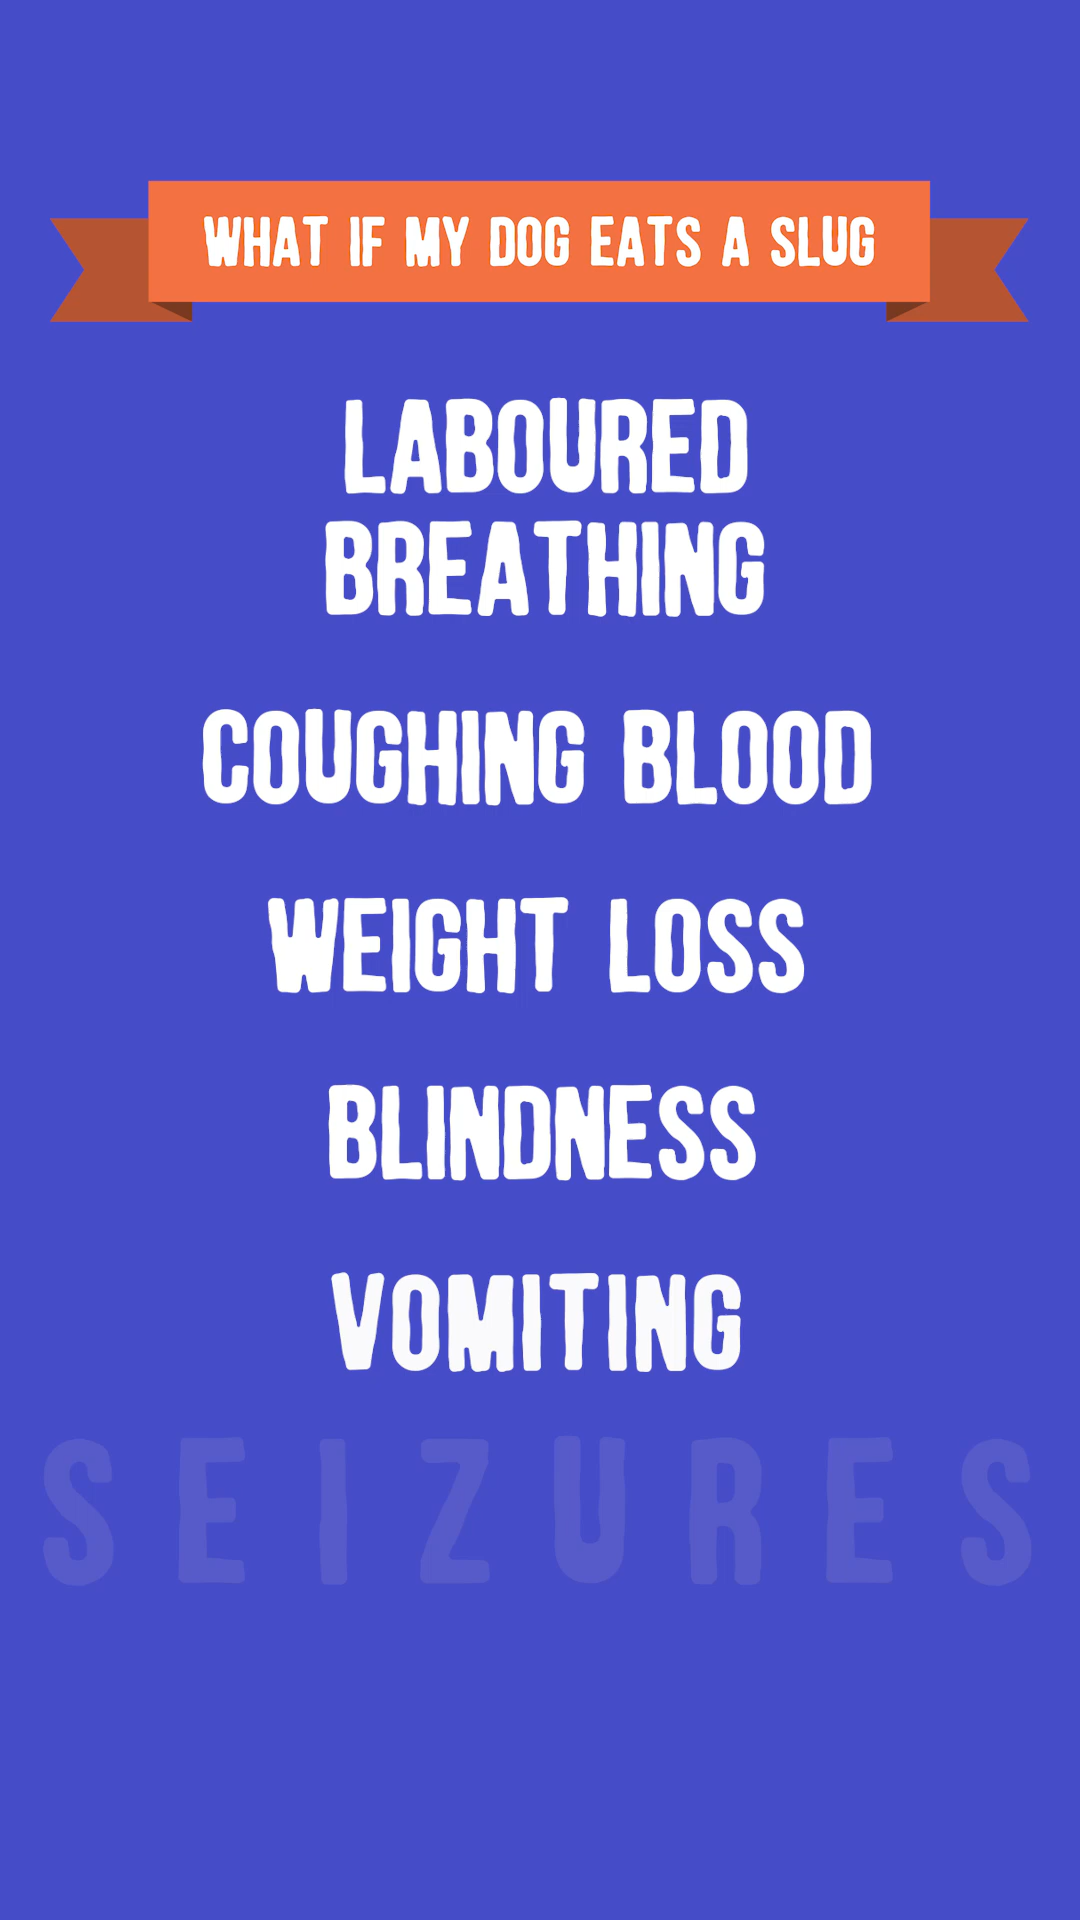 WHAT IF MY DOG EATS A SLUG
LABOURED
BREATHING
COUGHING BLOOD
WEIGHT LOSS
BLINDNESS
VOMITING
SEIZURES